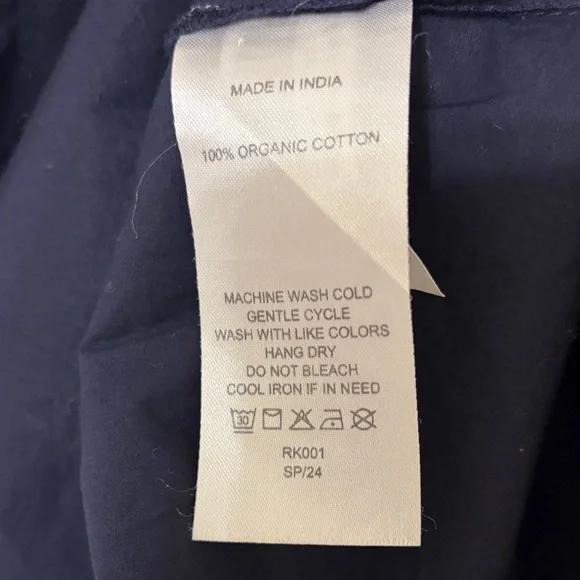 MADE IN INDIA
100% ORGANIC COTTON
MACHINE WASH COLD
GENTLE CYCLE
WASH WITH LIKE COLORS
HANG DRY
DO NOT BLEACH
COOL IRON IF IN NEED
30
RK001
SP/24